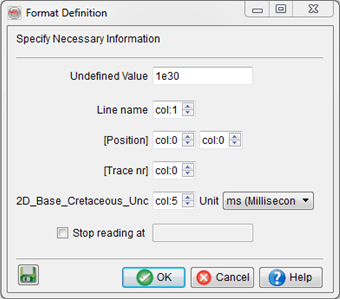 Format Definition
Specify Necessary Information
Undefined Value 1e30
Line name col:1
[Position] col:0 col:0
[Trace nr] col:0
2D_Base_Cretaceous_Unc col:5 Unit ms (Millisecon
Stop reading at
OK Cancel Help